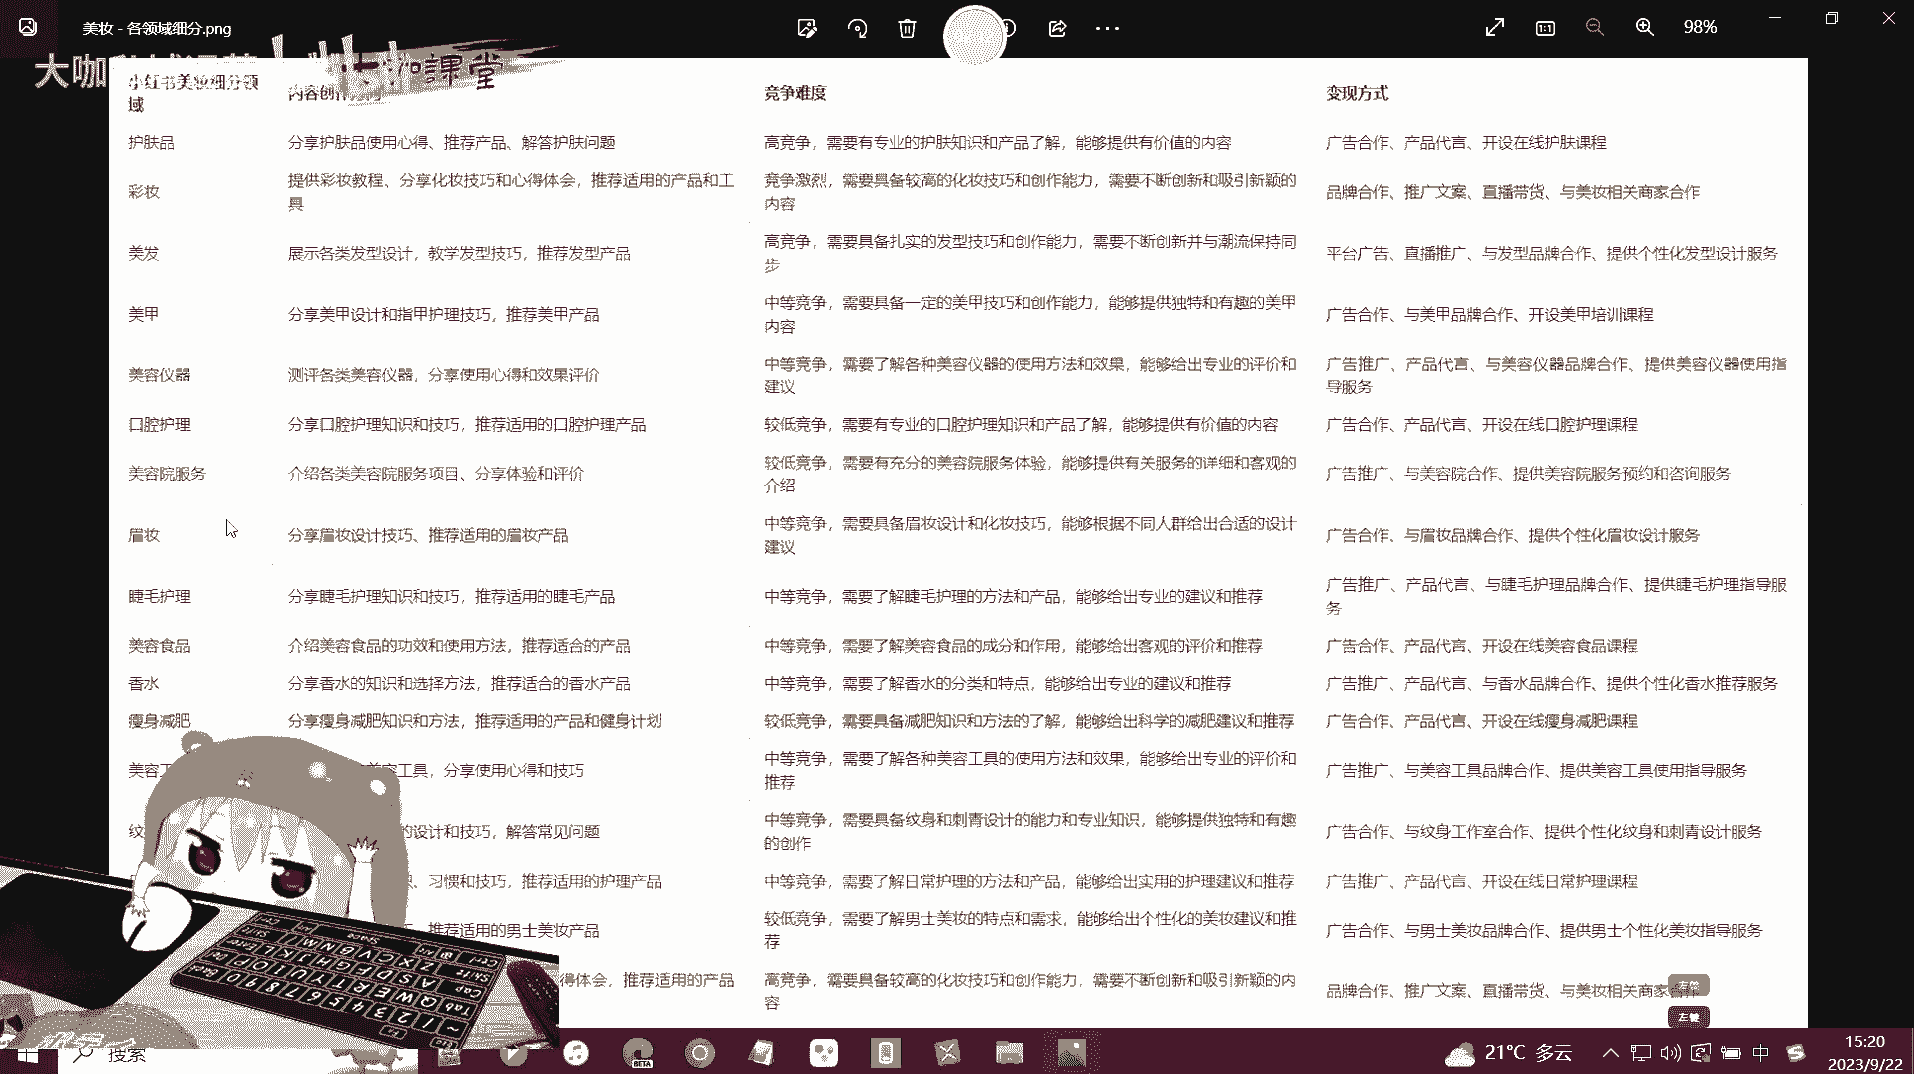 美妆 - 各领域细分.png
98%
大咖
課堂
小红书美妆细分领
域
内容创作
竞争难度
变现方式
护肤品
分享护肤品使用心得、推荐产品、解答护肤问题
高竞争，需要有专业的护肤知识和产品了解，能够提供有价值的内容
广告合作、产品代言、开设在线护肤课程
彩妆
提供彩妆教程、分享化妆技巧和心得体会，推荐适用的产品和工
具
竞争激烈，需要具备较高的化妆技巧和创作能力，需要不断创新和吸引新颖的
内容
品牌合作、推广文案、直播带货、与美妆相关商家合作
美发
展示各类发型设计，教学发型技巧，推荐发型产品
高竞争，需要具备扎实的发型技巧和创作能力，需要不断创新并与潮流保持同
步
平台广告、直播推广、与发型品牌合作、提供个性化发型设计服务
美甲
分享美甲设计和指甲护理技巧，推荐美甲产品
中等竞争，需要具备一定的美甲技巧和创作能力，能够提供独特和有趣的美甲
内容
广告合作、与美甲品牌合作、开设美甲培训课程
美容仪器
测评各类美容仪器，分享使用心得和效果评价
中等竞争，需要了解各种美容仪器的使用方法和效果，能够给出专业的评价和
建议
广告推广、产品代言、与美容仪器品牌合作、提供美容仪器使用指
导服务
口腔护理
分享口腔护理知识和技巧，推荐适用的口腔护理产品
较低竞争，需要有专业的口腔护理知识和产品了解，能够提供有价值的内容
广告合作、产品代言、开设在线口腔护理课程
美容院服务
介绍各类美容院服务项目、分享体验和评价
较低竞争，需要有充分的美容院服务体验，能够提供有关服务的详细和客观的
介绍
广告推广、与美容院合作、提供美容院服务预约和咨询服务
眉妆
分享眉妆设计技巧、推荐适用的眉妆产品
中等竞争，需要具备眉妆设计和化妆技巧，能够根据不同人群给出合适的设计
建议
广告合作、与眉妆品牌合作、提供个性化眉妆设计服务
睫毛护理
分享睫毛护理知识和技巧，推荐适用的睫毛产品
中等竞争，需要了解睫毛护理的方法和产品，能够给出专业的建议和推荐
广告推广、产品代言、与睫毛护理品牌合作、提供睫毛护理指导服
务
美容食品
介绍美容食品的功效和使用方法，推荐适合的产品
中等竞争，需要了解美容食品的成分和作用，能够给出客观的评价和推荐
广告合作、产品代言、开设在线美容食品课程
香水
分享香水的知识和选择方法，推荐适合的香水产品
中等竞争，需要了解香水的分类和特点，能够给出专业的建议和推荐
广告推广、产品代言、与香水品牌合作、提供个性化香水推荐服务
瘦身减肥
分享瘦身减肥知识和方法，推荐适用的产品和健身计划
较低竞争，需要具备减肥知识和方法的了解，能够给出科学的减肥建议和推荐
广告合作、产品代言、开设在线瘦身减肥课程
美容工
美容工具，分享使用心得和技巧
中等竞争，需要了解各种美容工具的使用方法和效果，能够给出专业的评价和
推荐
广告推广、与美容工具品牌合作、提供美容工具使用指导服务
纹
的设计和技巧，解答常见问题
中等竞争，需要具备纹身和刺青设计的能力和专业知识，能够提供独特和有趣
的创作
广告合作、与纹身工作室合作、提供个性化纹身和刺青设计服务
、习惯和技巧，推荐适用的护理产品
中等竞争，需要了解日常护理的方法和产品，能够给出实用的护理建议和推荐
广告推广、产品代言、开设在线日常护理课程
，推荐适用的男士美妆产品
较低竞争，需要了解男士美妆的特点和需求，能够给出个性化的美妆建议和推
荐
广告合作、与男士美妆品牌合作、提供男士个性化美妆指导服务
得体会，推荐适用的产品
高竞争，需要具备较高的化妆技巧和创作能力，需要不断创新和吸引新颖的内
容
品牌合作、推广文案、直播带货、与美妆相关商家合作
左键
搜索
BETA
21°C 多云
中
15:20
2023/9/22